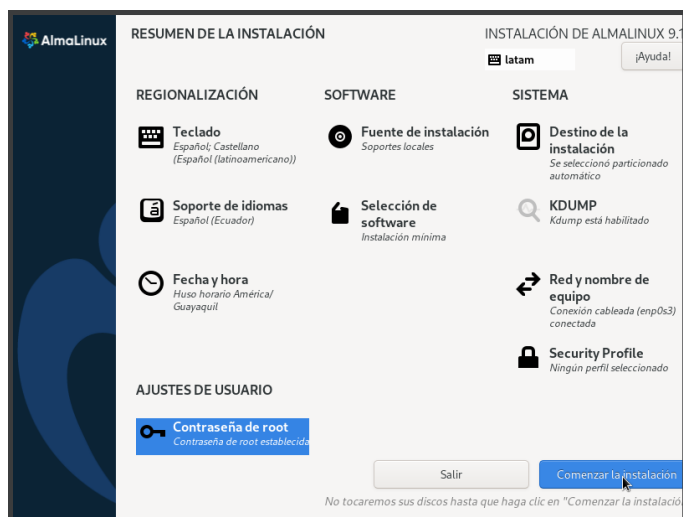 AlmaLinux
RESUMEN DE LA INSTALACIÓN
INSTALACIÓN DE ALMALINUX 9.1
latam
¡Ayuda!
REGIONALIZACIÓN
Teclado
Español; Castellano
(Español (latinoamericano))
Soporte de idiomas
Español (Ecuador)
Fecha y hora
Huso horario América/
Guayaquil
SOFTWARE
Fuente de instalación
Soportes locales
Selección de
software
Instalación mínima
SISTEMA
Destino de la
instalación
Se seleccionó particionado
automático
KDUMP
Kdump está habilitado
Red y nombre de
equipo
Conexión cableada (enp0s3)
conectada
Security Profile
Ningún perfil seleccionado
AJUSTES DE USUARIO
Contraseña de root
Contraseña de root establecida
Salir
Comenzar la instalación
No tocaremos sus discos hasta que haga clic en "Comenzar la instalació